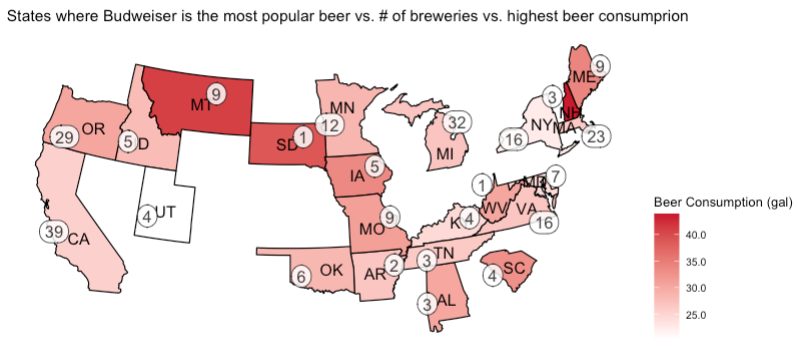 States where Budweiser is the most popular beer vs. # of breweries vs. highest beer consumprion
9
ME
MT
9
3
NH
MN
OR
29
5
ID
12
32
NY
MA
16
23
SD
1
MI
IA
5
7
MD
1
4
UT
WV
VA
9
MO
K
4
16
39
CA
TN
3
2
OK
AR
6
SC
4
3
AL
Beer Consumption (gal)
40.0
35.0
30.0
25.0